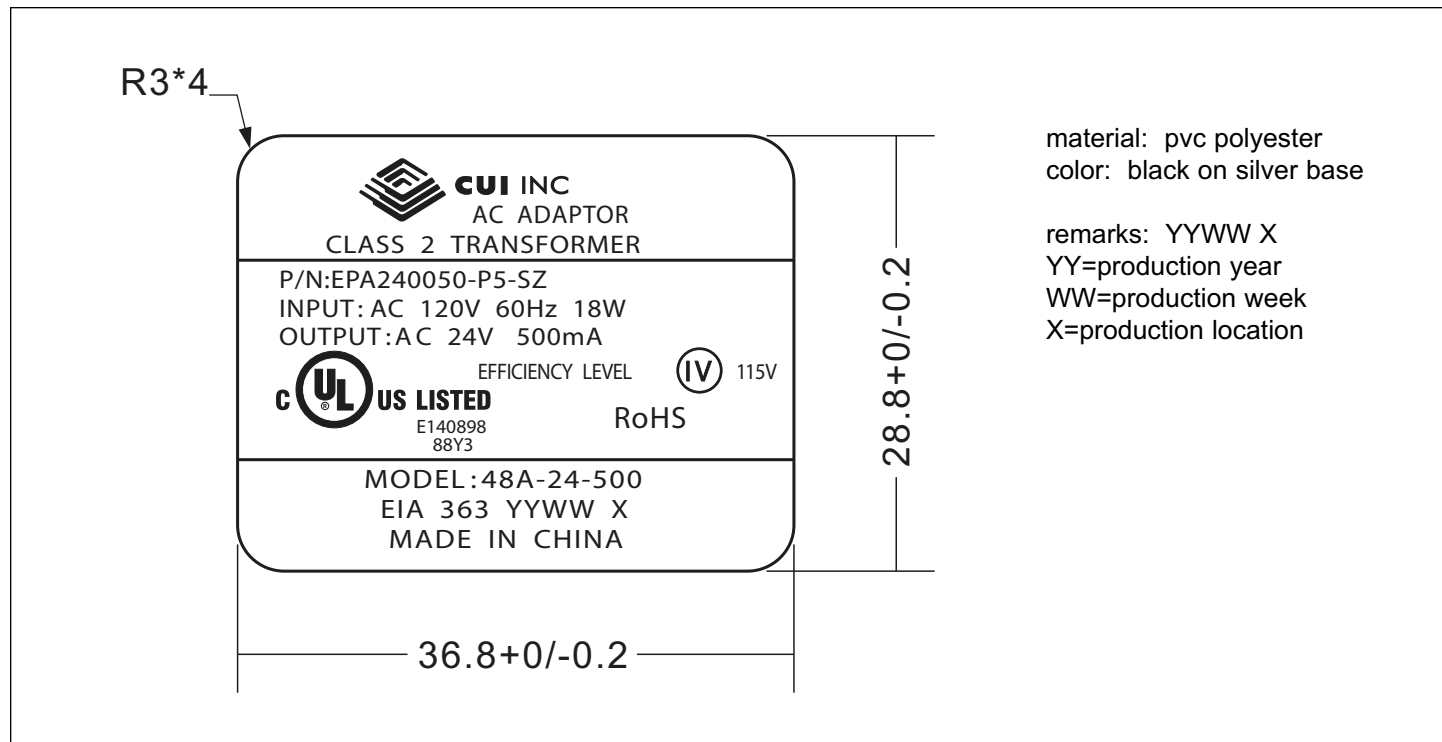 R3*4
CUI INC
AC ADAPTOR
CLASS 2 TRANSFORMER
P/N:EPA240050-P5-SZ
INPUT: AC 120V 60Hz 18W
OUTPUT:AC 24V 500mA
EFFICIENCY LEVEL IV 115V
C UL ® US LISTED
RoHS
E140898
88Y3
MODEL:48A-24-500
EIA 363 YYWW X
MADE IN CHINA
28.8+0/-0.2
36.8+0/-0.2
material: pvc polyester
color: black on silver base
remarks: YYWW X
YY=production year
WW=production week
X=production location